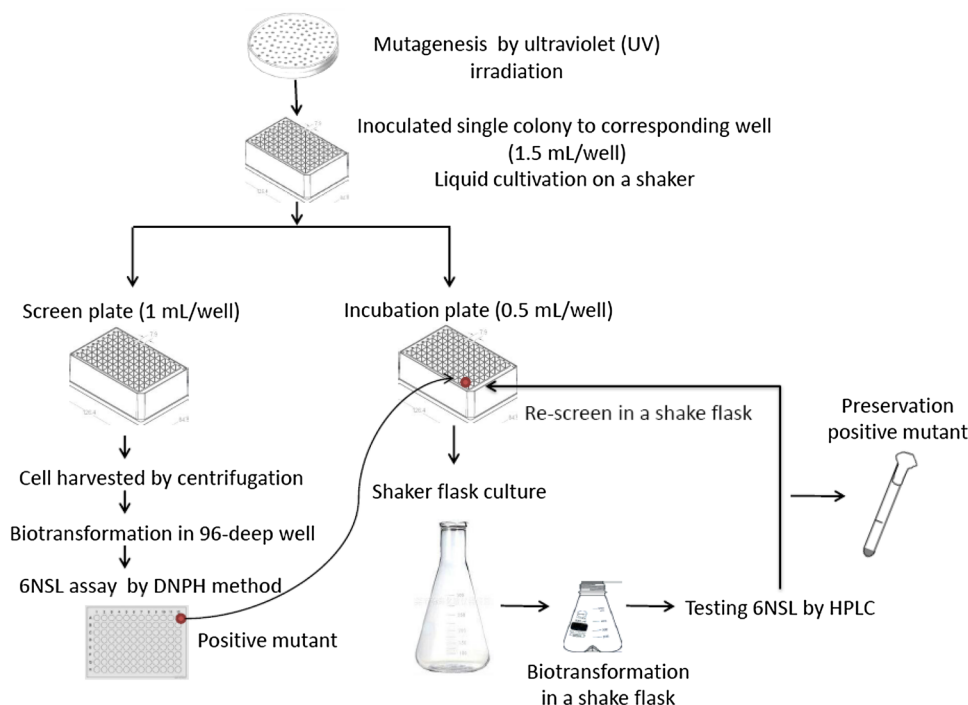 Mutagenesis by ultraviolet (UV)
irradiation
Inoculated single colony to corresponding well
(1.5 mL/well)
Liquid cultivation on a shaker
Screen plate (1 mL/well)
Incubation plate (0.5 mL/well)
Re-screen in a shake flask
Preservation
positive mutant
Cell harvested by centrifugation
Shaker flask culture
Biotransformation in 96-deep well
6NSL assay by DNPH method
Positive mutant
Testing 6NSL by HPLC
Biotransformation
in a shake flask